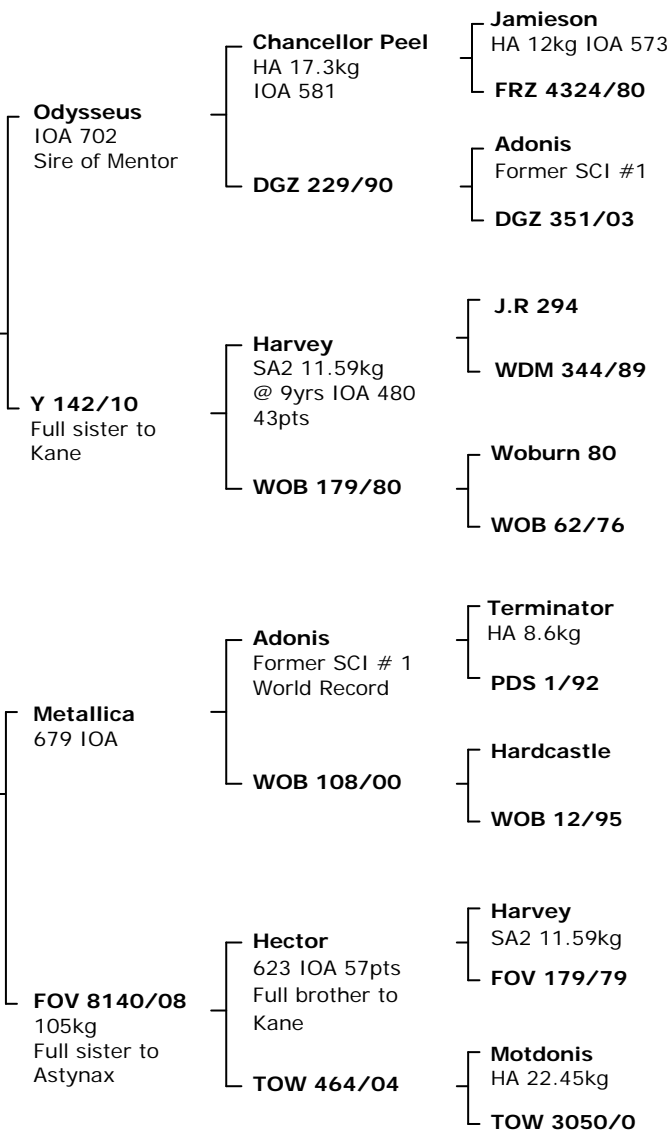 Jamieson
HA 12kg IOA 573
Chancellor Peel
HA 17.3kg
IOA 581
FRZ 4324/80
Odysseus
IOA 702
Sire of Mentor
Adonis
Former SCI #1
DGZ 229/90
DGZ 351/03
J.R 294
Harvey
SA2 11.59kg
@ 9yrs IOA 480
43pts
WDM 344/89
Y 142/10
Full sister to
Kane
Woburn 80
WOB 179/80
WOB 62/76
Terminator
HA 8.6kg
Adonis
Former SCI # 1
World Record
PDS 1/92
Metallica
679 IOA
Hardcastle
WOB 108/00
WOB 12/95
Harvey
SA2 11.59kg
Hector
623 IOA 57pts
Full brother to
Kane
FOV 179/79
FOV 8140/08
105kg
Full sister to
Astynax
Motdonis
HA 22.45kg
TOW 464/04
TOW 3050/0